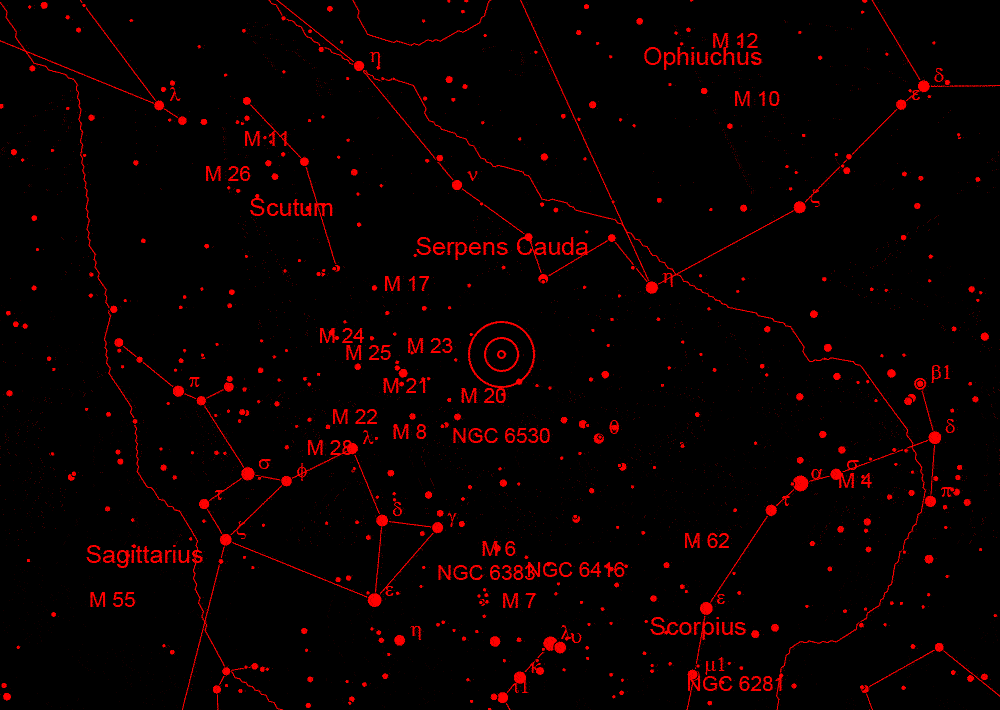 M 12
η
Ophiuchus
δ
ε
λ
M 10
M 11
M 26
ν
ζ
Scutum
Serpens Cauda
η
M 17
M 24
M 25
M 23
π
M 21
M 20
β1
M 22
M 8
NGC 6530
θ
δ
M 28
λ
σ
φ
α
σ
M 4
τ
τ
π
δ
γ
ζ
M 62
Sagittarius
M 6
NGC 6383
NGC 6416
ε
M 55
M 7
ε
Scorpius
η
λ
υ
κ
ι1
μ1
NGC 6281